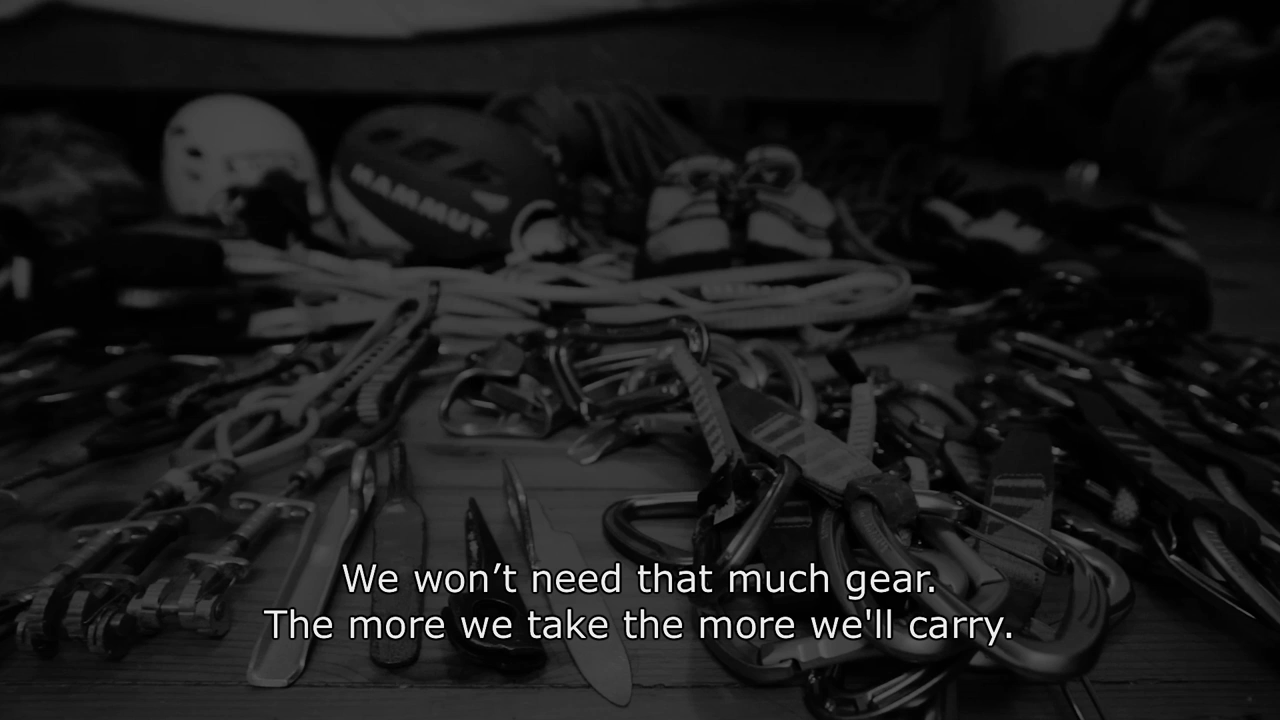 MAMMUT
We won’t need that much gear.
The more we take the more we'll carry.